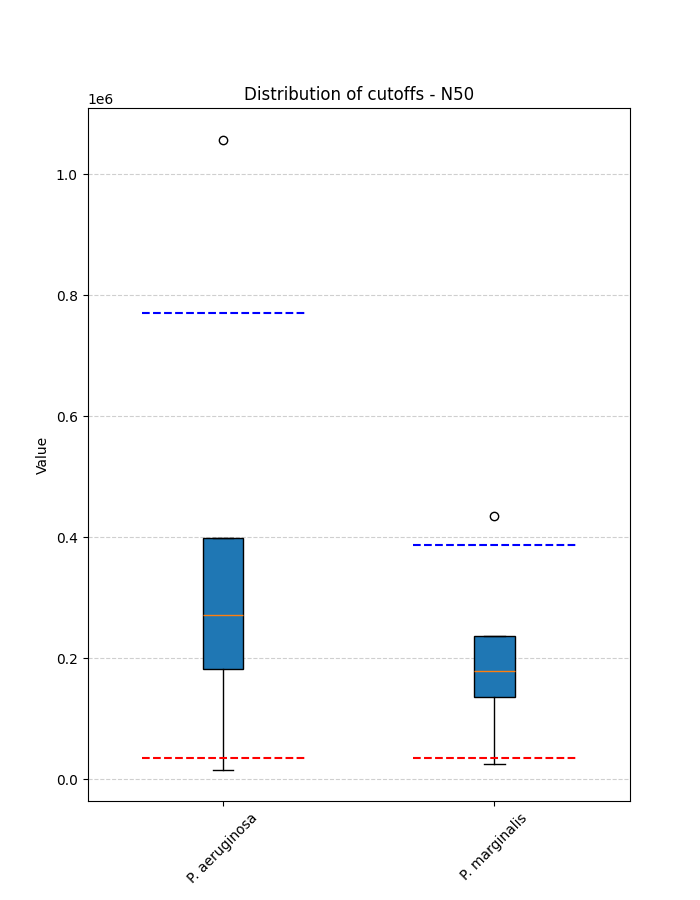 Distribution of cutoffs - N50
1e6
1.0
0.8
0.6
0.4
0.2
0.0
Value
P. aeruginosa
P. marginalis